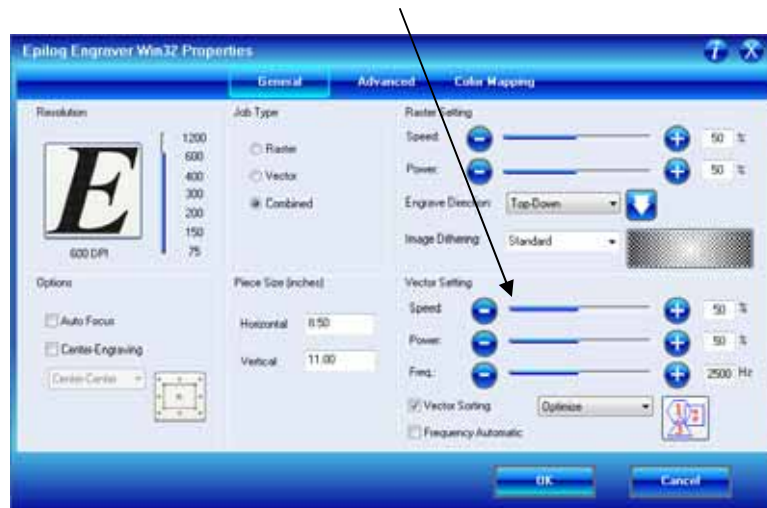 Epilog Engraver Win32 Properties
General Advanced Color Mapping
Resolution
1200
600
400
300
200
150
75
E
600 DPI
Job Type
Raster
Vector
Combined
Raster Setting
Speed: 50 %
Power: 50 %
Engrave Direction: Top-Down
Image Dithering: Standard
Options
Auto Focus
Center-Engraving
Center-Center
Piece Size (inches)
Horizontal 8.50
Vertical 11.00
Vector Setting
Speed: 50 %
Power: 50 %
Freq.: 2500 Hz
Vector Sorting Optimize
Frequency Automatic
OK Cancel